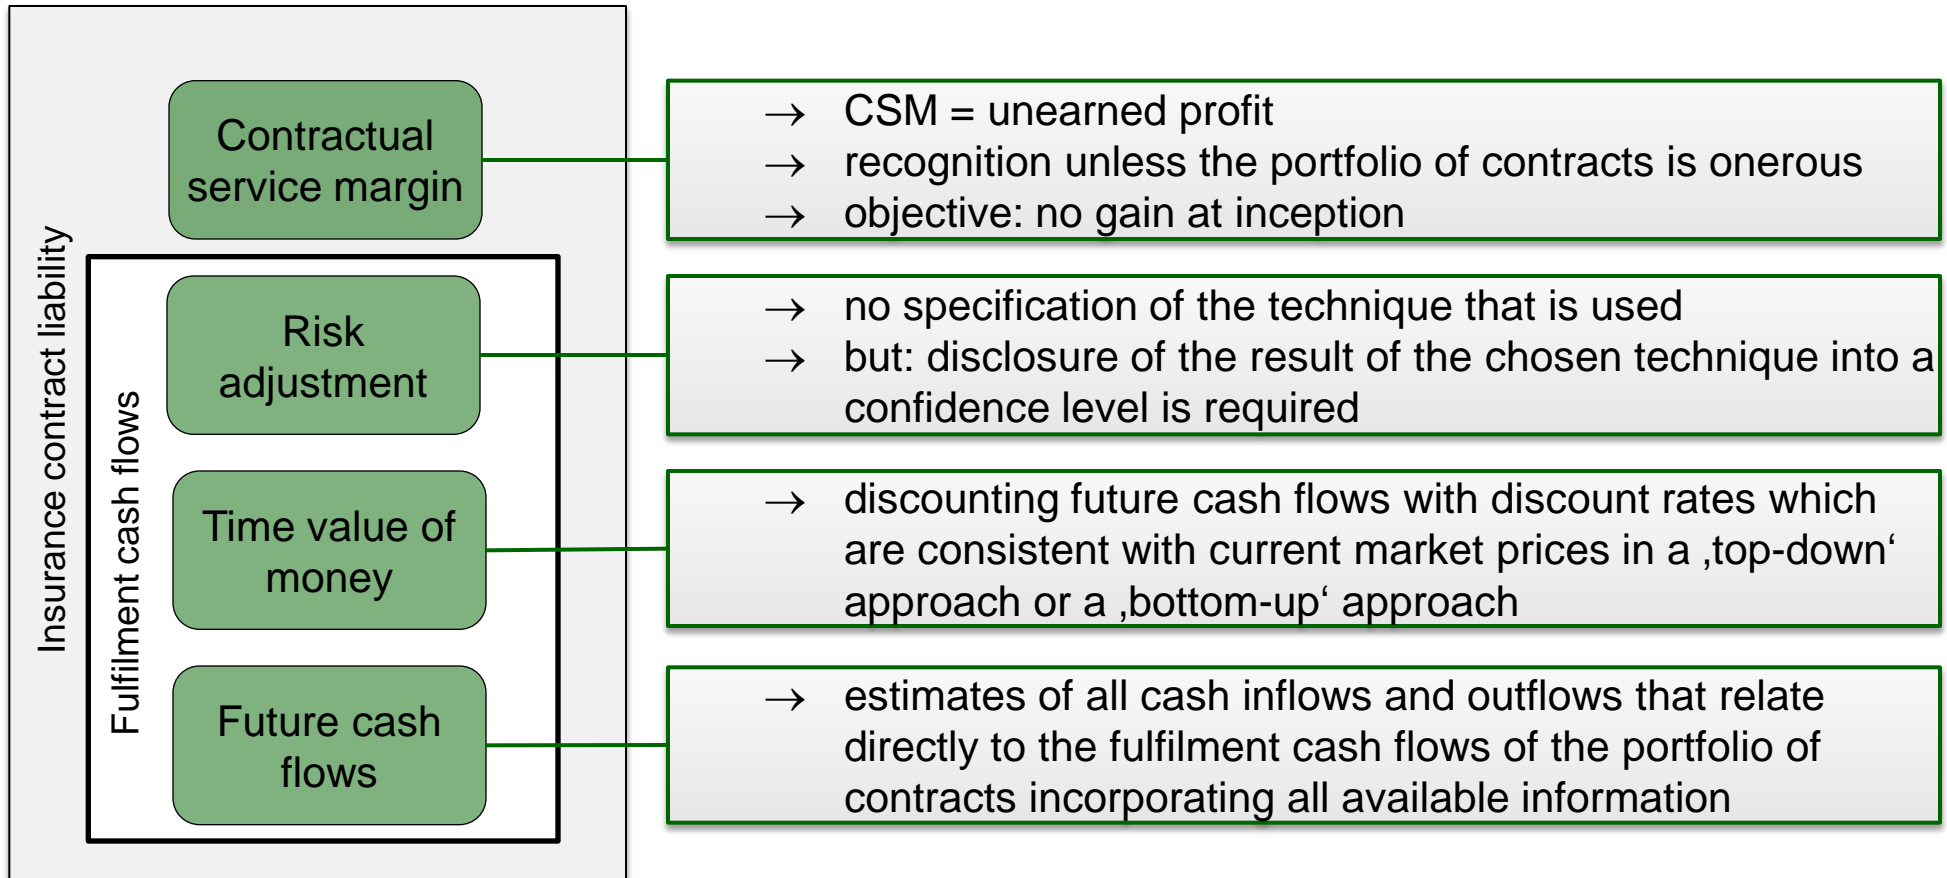 Insurance contract liability
Fulfilment cash flows
Contractual
service margin
→ CSM = unearned profit
→ recognition unless the portfolio of contracts is onerous
→ objective: no gain at inception
Risk
adjustment
→ no specification of the technique that is used
→ but: disclosure of the result of the chosen technique into a
confidence level is required
Time value of
money
→ discounting future cash flows with discount rates which
are consistent with current market prices in a ‚top-down‘
approach or a ‚bottom-up‘ approach
Future cash
flows
→ estimates of all cash inflows and outflows that relate
directly to the fulfilment cash flows of the portfolio of
contracts incorporating all available information